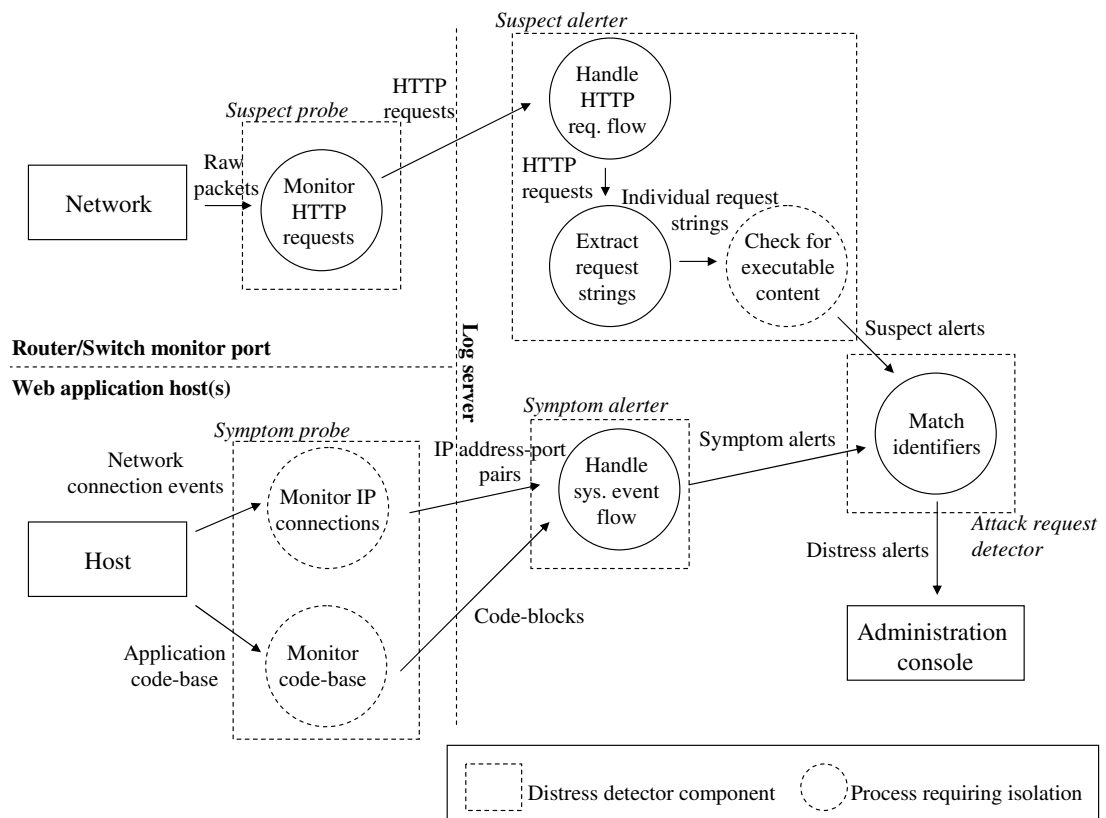 Suspect alerter
HTTP
requests
Handle
HTTP
req. flow
Suspect probe
Raw
packets
Network
Monitor
HTTP
requests
HTTP
requests
Individual request
strings
Extract
request
strings
Check for
executable
content
Suspect alerts
Router/Switch monitor port
Web application host(s)
Log server
Symptom probe
Symptom alerter
Network
connection events
Monitor IP
connections
IP address-port
pairs
Handle
sys. event
flow
Symptom alerts
Match
identifiers
Attack request
detector
Host
Distress alerts
Application
code-base
Monitor
code-base
Code-blocks
Administration
console
Distress detector component
Process requiring isolation